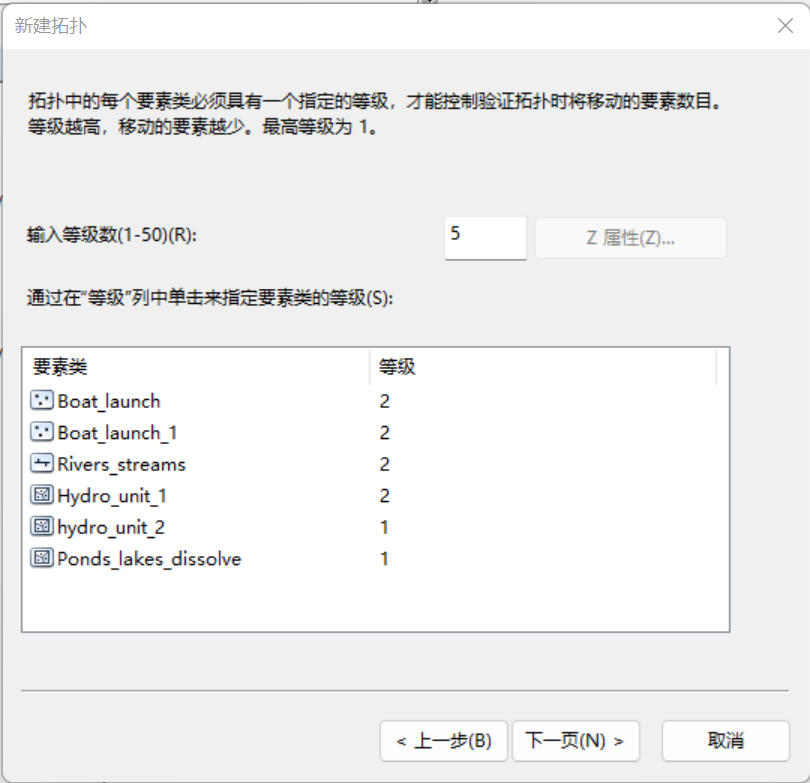 新建拓扑
拓扑中的每个要素类必须具有一个指定的等级，才能控制验证拓扑时将移动的要素数目。
等级越高，移动的要素越少。最高等级为 1。
输入等级数(1-50)(R): 5 Z 属性(Z)...
通过在“等级”列中单击来指定要素类的等级(S):
要素类 等级
Boat_launch 2
Boat_launch_1 2
Rivers_streams 2
Hydro_unit_1 2
hydro_unit_2 1
Ponds_lakes_dissolve 1
< 上一步(B) 下一页(N) > 取消